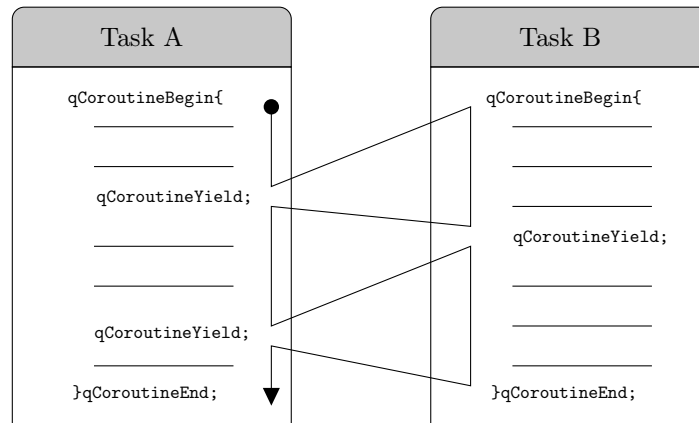 Task A
qCoroutineBegin{
qCoroutineYield;
qCoroutineYield;
}qCoroutineEnd;
Task B
qCoroutineBegin{
qCoroutineYield;
}qCoroutineEnd;